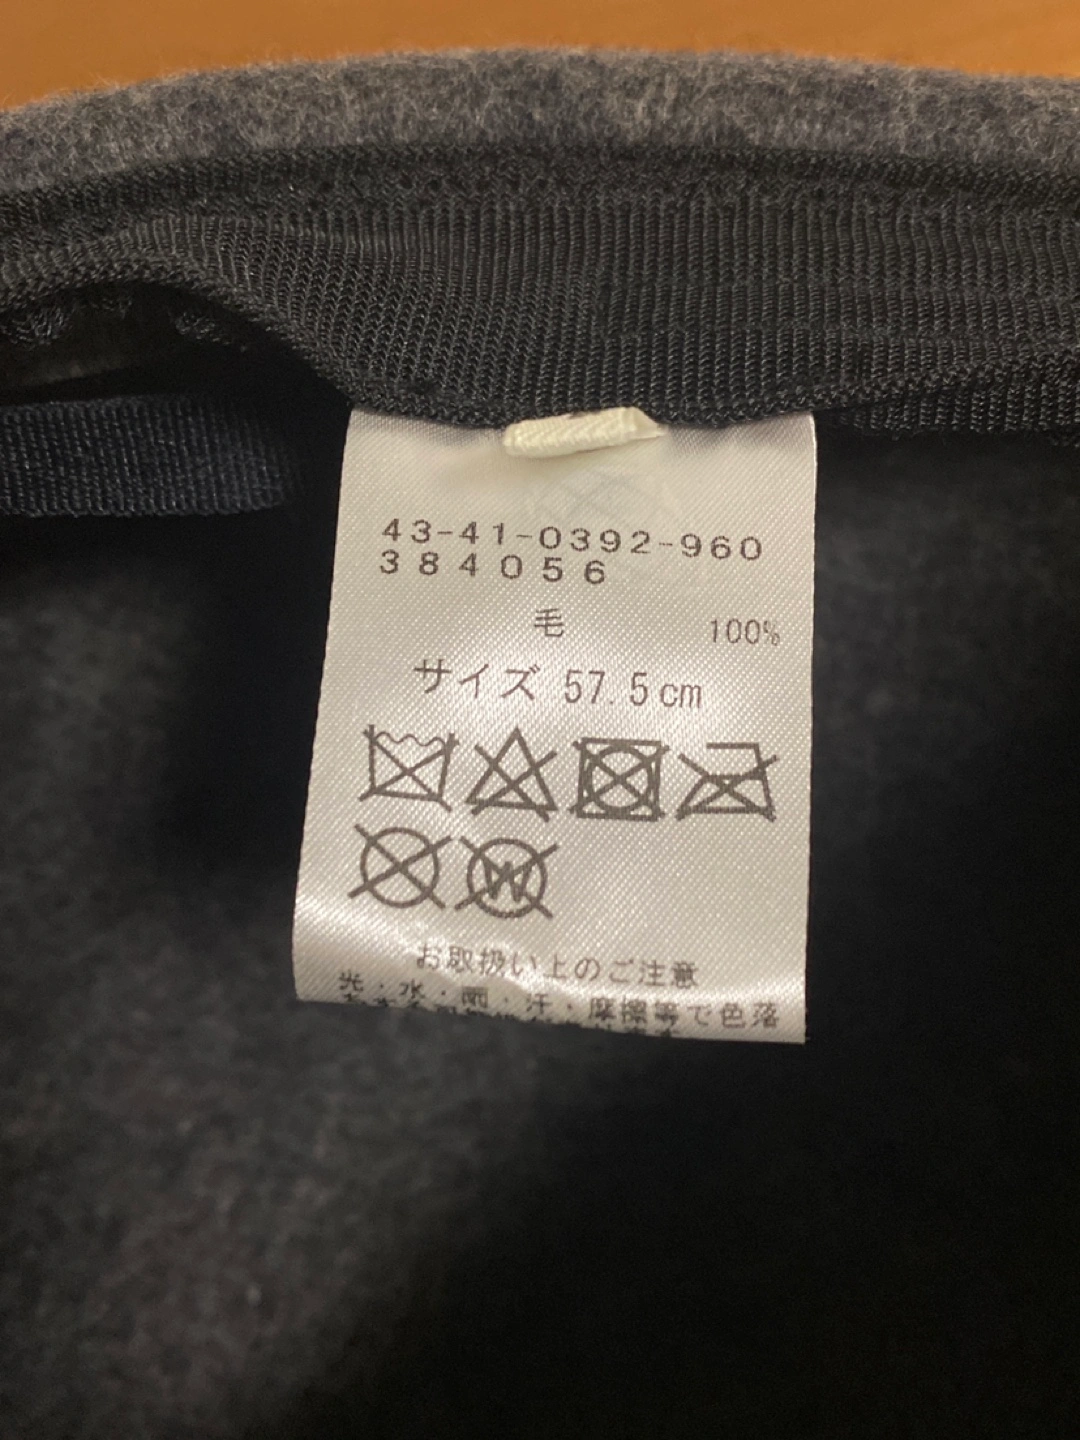 43-41-0392-960
384056
毛 100%
サイズ 57.5cm
W
お取扱い上のご注意
光・水・雨・汗・摩擦等で色落